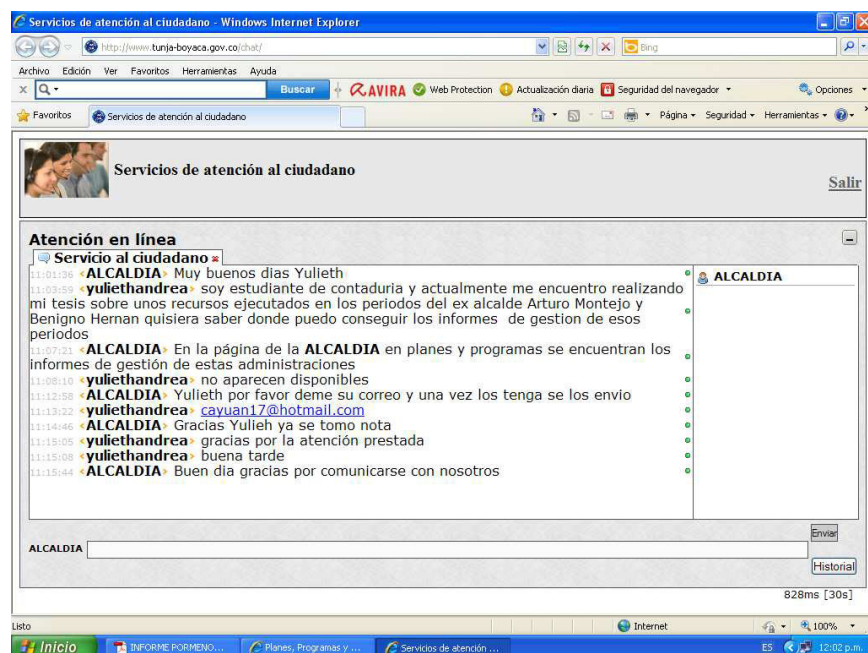 Servicios de atención al ciudadano - Windows Internet Explorer
http://www.tunja-boyaca.gov.co/chat/
Bing
Archivo Edición Ver Favoritos Herramientas Ayuda
x Buscar AVIRA Web Protection Actualización diaria Seguridad del navegador Opciones
Favoritos Servicios de atención al ciudadano Página Seguridad Herramientas
Servicios de atención al ciudadano
Salir
Atención en línea
Servicio al ciudadano
11:01:36 <ALCALDIA> Muy buenos dias Yulieth
11:03:59 <yuliethandrea> soy estudiante de contaduria y actualmente me encuentro realizando
mi tesis sobre unos recursos ejecutados en los periodos del ex alcalde Arturo Montejo y
Benigno Hernan quisiera saber donde puedo conseguir los informes de gestion de esos
periodos
11:07:21 <ALCALDIA> En la página de la ALCALDIA en planes y programas se encuentran los
informes de gestión de estas administraciones
11:08:10 <yuliethandrea> no aparecen disponibles
11:12:58 <ALCALDIA> Yulieth por favor deme su correo y una vez los tenga se los envio
11:13:22 <yuliethandrea> cayuan17@hotmail.com
11:14:46 <ALCALDIA> Gracias Yulieh ya se tomo nota
11:15:05 <yuliethandrea> gracias por la atención prestada
11:15:08 <yuliethandrea> buena tarde
11:15:44 <ALCALDIA> Buen dia gracias por comunicarse con nosotros
ALCALDIA
Enviar
ALCALDIA
Historial
828ms [30s]
Listo Internet 100%
Inicio INFORME PORMENO... Planes, Programas y ... Servicios de atención ... ES 12:02 p.m.